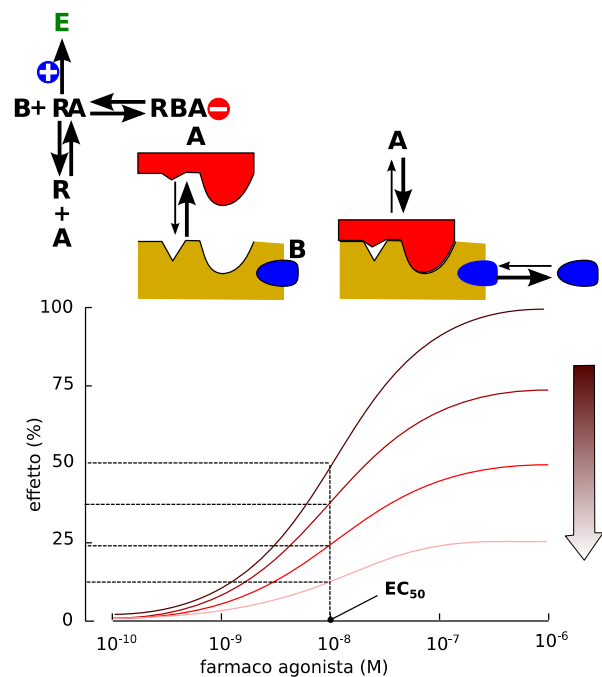 E
B+ RA RBA
R
+
A
A
B
A
100
75
50
25
0
effetto (%)
EC50
10-10 10-9 10-8 10-7 10-6
farmaco agonista (M)